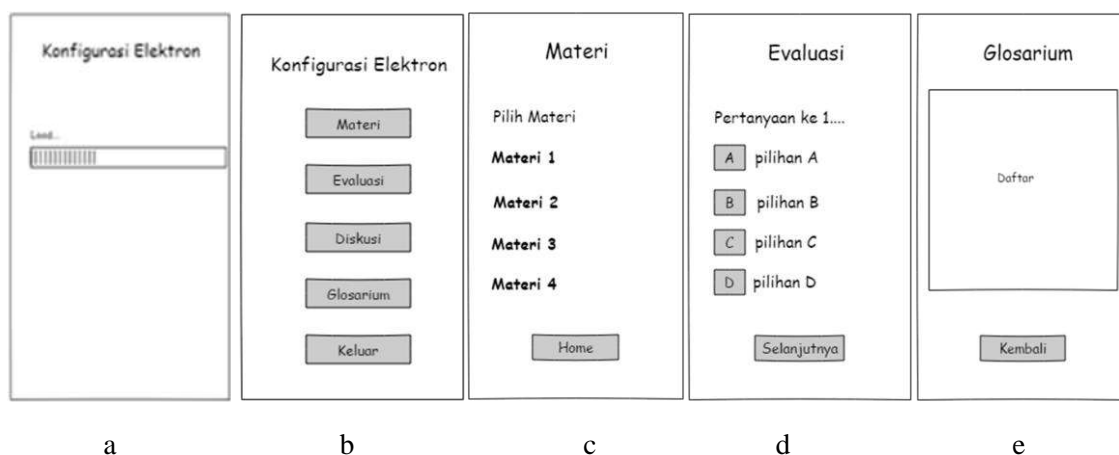 Konfigurasi Elektron
Load...
Konfigurasi Elektron
Materi
Evaluasi
Diskusi
Glosarium
Keluar
Materi
Pilih Materi
Materi 1
Materi 2
Materi 3
Materi 4
Home
Evaluasi
Pertanyaan ke 1....
A pilihan A
B pilihan B
C pilihan C
D pilihan D
Selanjutnya
Glosarium
Daftar
Kembali
a b c d e